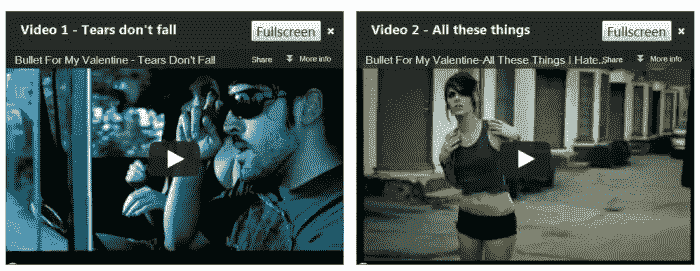 Video 1 - Tears don't fall
Fullscreen
×
Bullet For My Valentine - Tears Don't Fall
Share
More info
Video 2 - All these things
Fullscreen
×
Bullet For My Valentine-All These Things I Hate...
Share
More info